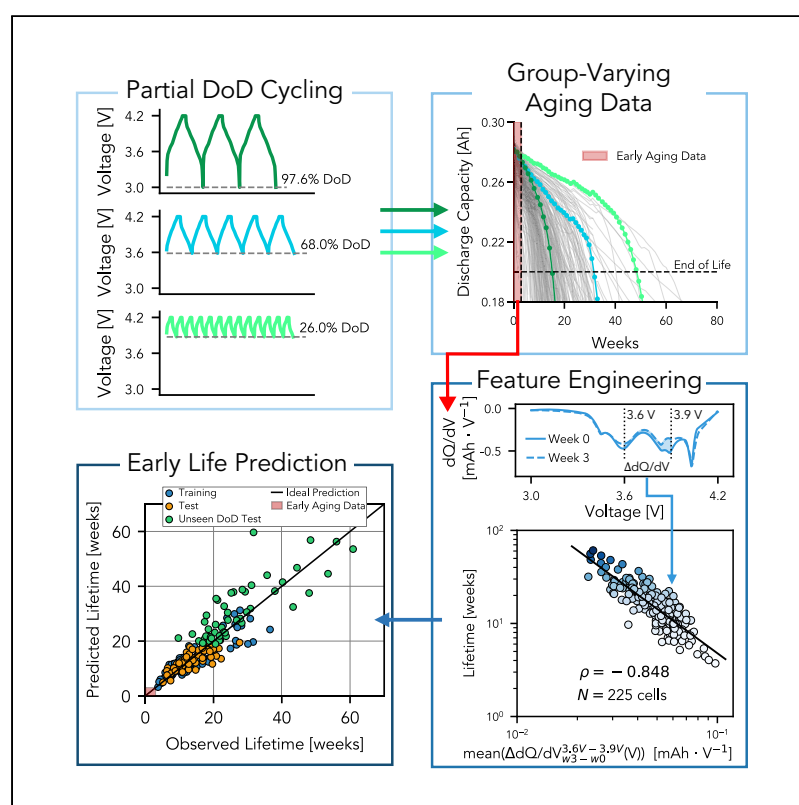 Partial DoD Cycling
Voltage [V]
4.2
3.6
3.0
97.6% DoD
Voltage [V]
4.2
3.6
3.0
68.0% DoD
Voltage [V]
4.2
3.6
3.0
26.0% DoD
Group-Varying
Aging Data
Discharge Capacity [Ah]
0.30
0.26
0.22
0.18
Early Aging Data
End of Life
0 20 40 60 80
Weeks
Feature Engineering
dQ/dV
[mAh · V⁻¹]
0.0
−0.5
3.6 V
3.9 V
Week 0
Week 3
ΔdQ/dV
3.0 3.6 4.2
Voltage [V]
Lifetime [weeks]
10²
10¹
10⁰
ρ = − 0.848
N = 225 cells
10⁻² 10⁻¹
mean(ΔdQ/dV^{3.6V−3.9V}_{w3−w0}(V)) [mAh · V⁻¹]
Early Life Prediction
Training
Test
Unseen DoD Test
Ideal Prediction
Early Aging Data
Predicted Lifetime [weeks]
60
40
20
0
0 20 40 60
Observed Lifetime [weeks]